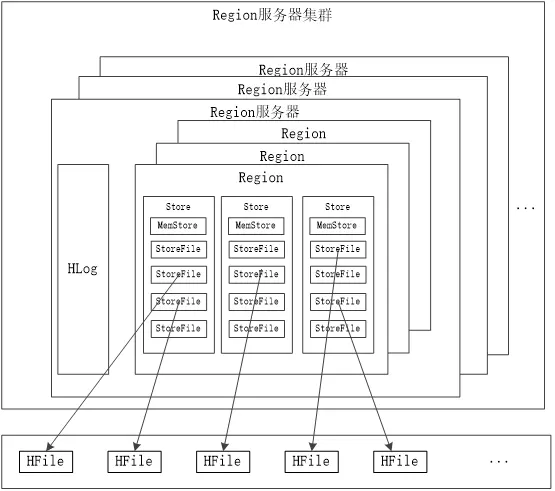 Region服务器集群
Region服务器
Region服务器
Region服务器
Region
Region
Region
HLog
Store Store Store
MemStore MemStore MemStore
StoreFile StoreFile StoreFile
StoreFile StoreFile StoreFile
StoreFile StoreFile StoreFile
StoreFile StoreFile StoreFile
...
HFile HFile HFile HFile HFile ...